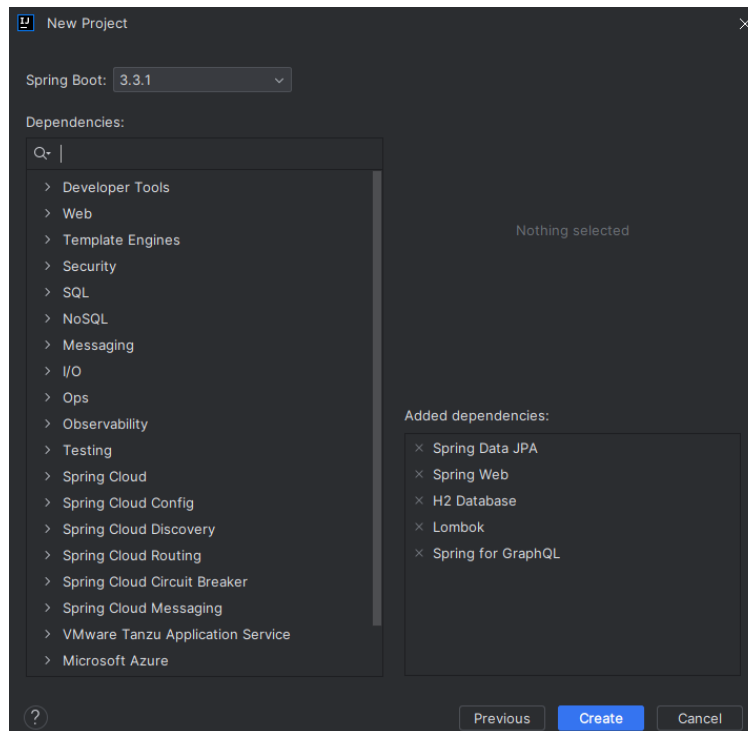 New Project
Spring Boot: 3.3.1
Dependencies:
Developer Tools
Web
Template Engines
Security
SQL
NoSQL
Messaging
I/O
Ops
Observability
Testing
Spring Cloud
Spring Cloud Config
Spring Cloud Discovery
Spring Cloud Routing
Spring Cloud Circuit Breaker
Spring Cloud Messaging
VMware Tanzu Application Service
Microsoft Azure
Nothing selected
Added dependencies:
Spring Data JPA
Spring Web
H2 Database
Lombok
Spring for GraphQL
?
Previous
Create
Cancel